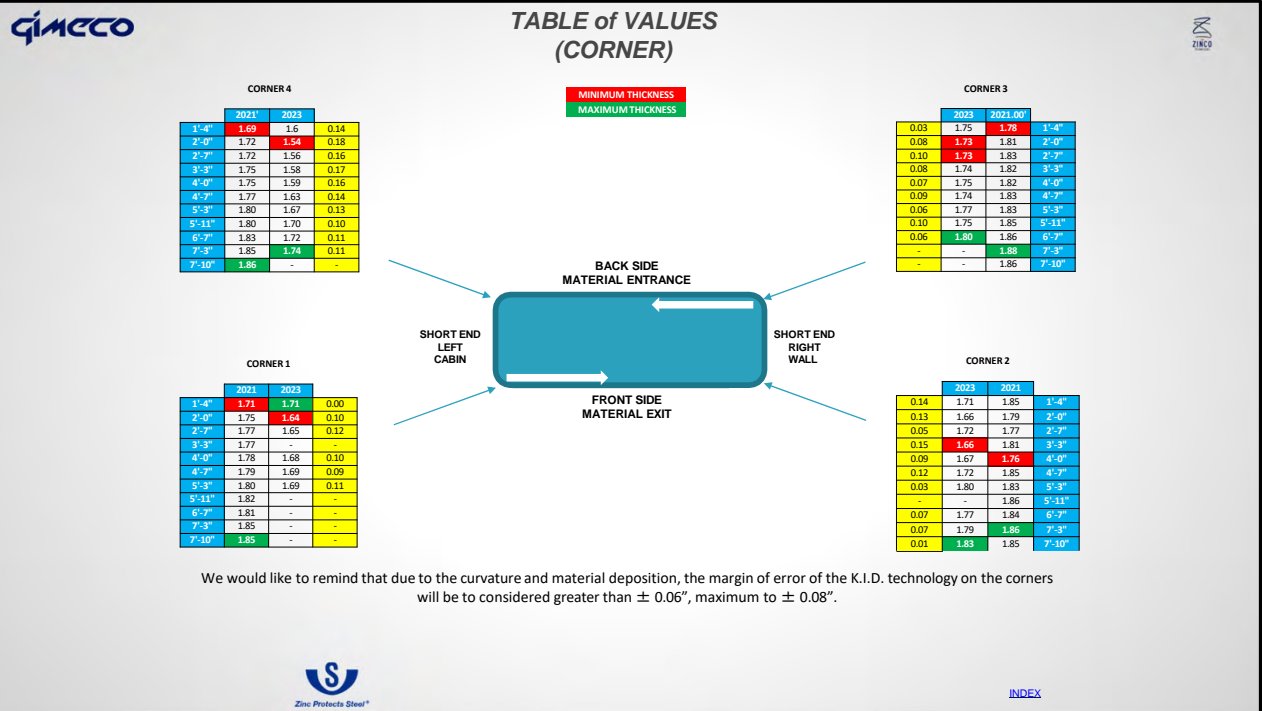 GIMECO
TABLE of VALUES
(CORNER)
ZINCO
MINIMUM THICKNESS
MAXIMUM THICKNESS
CORNER 4
2021' 2023
1'-4" 1.69 1.6 0.14
2'-0" 1.72 1.54 0.18
2'-7" 1.72 1.56 0.16
3'-3" 1.75 1.58 0.17
4'-0" 1.75 1.59 0.16
4'-7" 1.77 1.63 0.14
5'-3" 1.80 1.67 0.13
5'-11" 1.80 1.70 0.10
6'-7" 1.83 1.72 0.11
7'-3" 1.85 1.74 0.11
7'-10" 1.86 - -
CORNER 3
2023 2021.00'
0.03 1.75 1.78 1'-4"
0.08 1.73 1.81 2'-0"
0.10 1.73 1.83 2'-7"
0.08 1.74 1.82 3'-3"
0.07 1.75 1.82 4'-0"
0.09 1.74 1.83 4'-7"
0.06 1.77 1.83 5'-3"
0.10 1.75 1.85 5'-11"
0.06 1.80 1.86 6'-7"
- - 1.88 7'-3"
- - 1.86 7'-10"
BACK SIDE
MATERIAL ENTRANCE
SHORT END
LEFT
CABIN
SHORT END
RIGHT
WALL
FRONT SIDE
MATERIAL EXIT
CORNER 1
2021 2023
1'-4" 1.71 1.71 0.00
2'-0" 1.75 1.64 0.10
2'-7" 1.77 1.65 0.12
3'-3" 1.77 - -
4'-0" 1.78 1.68 0.10
4'-7" 1.79 1.69 0.09
5'-3" 1.80 1.69 0.11
5'-11" 1.82 - -
6'-7" 1.81 - -
7'-3" 1.85 - -
7'-10" 1.85 - -
CORNER 2
2023 2021
0.14 1.71 1.85 1'-4"
0.13 1.66 1.79 2'-0"
0.05 1.72 1.77 2'-7"
0.15 1.66 1.81 3'-3"
0.09 1.67 1.76 4'-0"
0.12 1.72 1.85 4'-7"
0.03 1.80 1.83 5'-3"
- - 1.86 5'-11"
0.07 1.77 1.84 6'-7"
0.07 1.79 1.86 7'-3"
0.01 1.83 1.85 7'-10"
We would like to remind that due to the curvature and material deposition, the margin of error of the K.I.D. technology on the corners
will be to considered greater than ± 0.06”, maximum to ± 0.08”.
S
Zinc Protects Steel®
INDEX